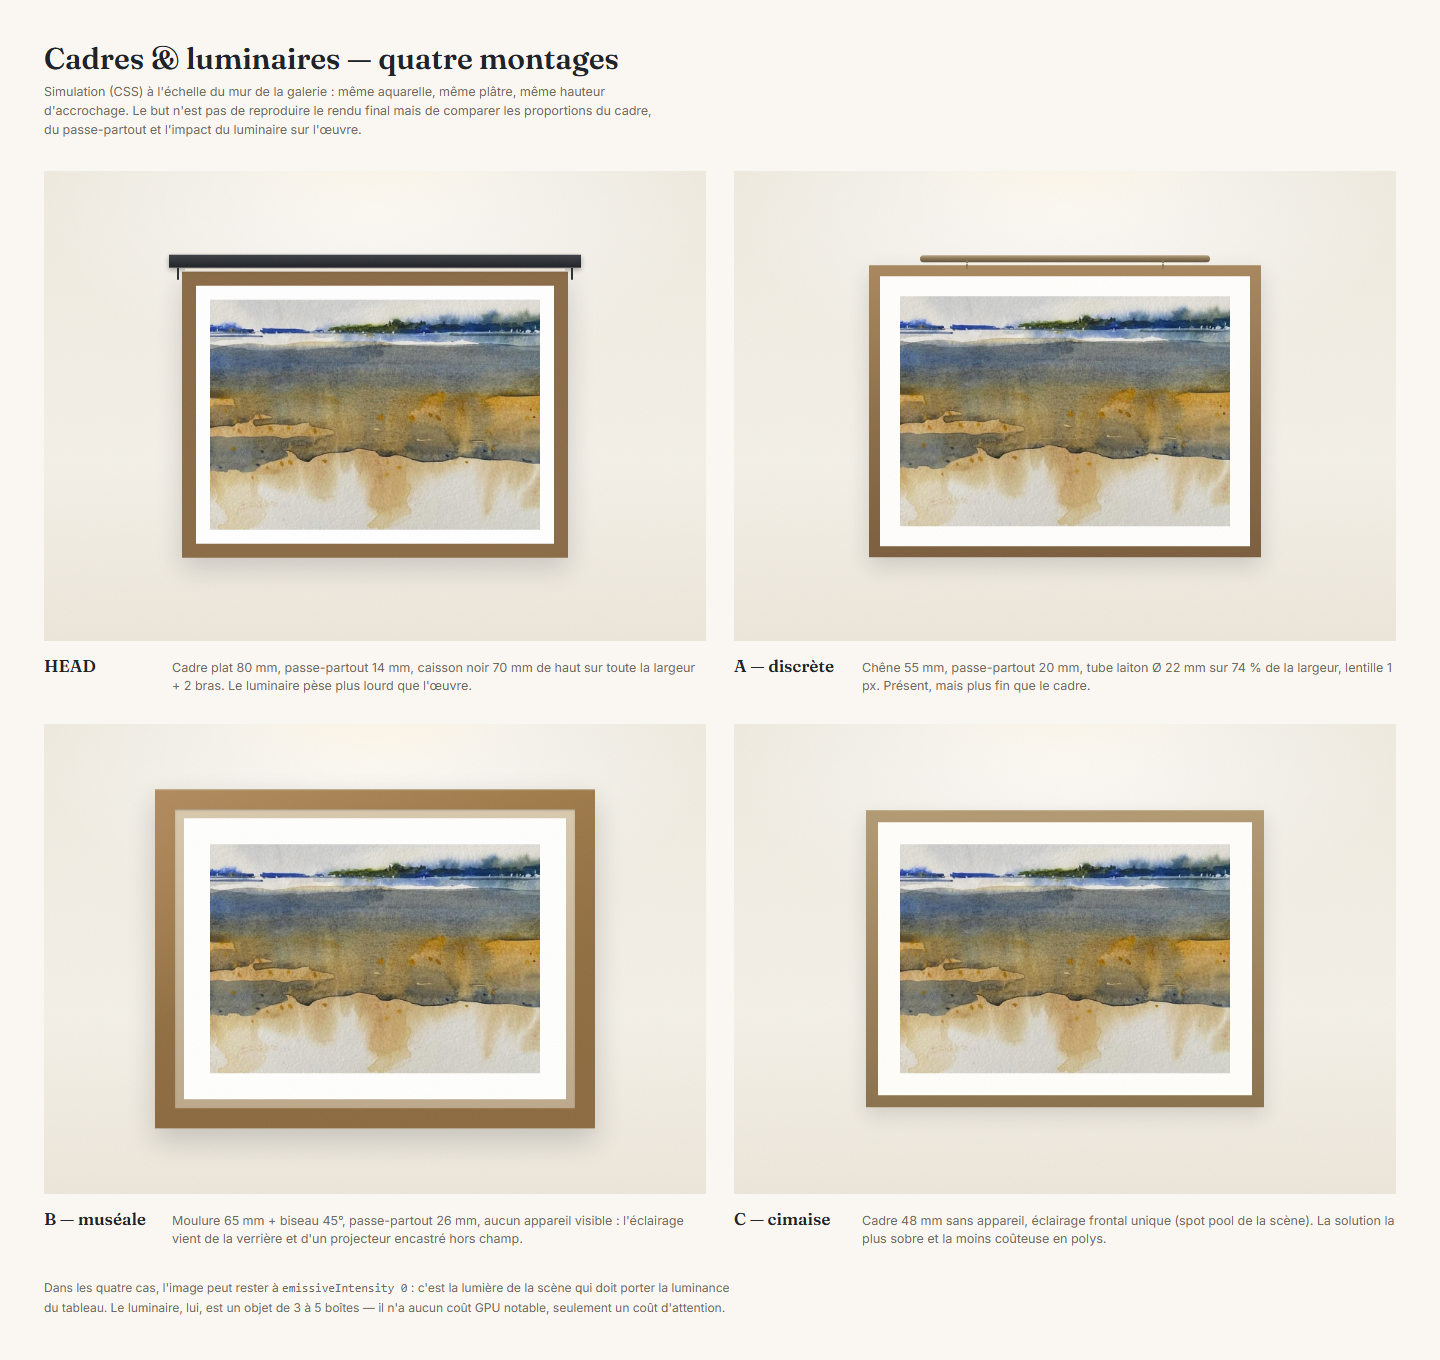 Cadres & luminaires — quatre montages
Simulation (CSS) à l'échelle du mur de la galerie : même aquarelle, même plâtre, même hauteur
d'accrochage. Le but n'est pas de reproduire le rendu final mais de comparer les proportions du cadre,
du passe-partout et l'impact du luminaire sur l'œuvre.
HEAD
Cadre plat 80 mm, passe-partout 14 mm, caisson noir 70 mm de haut sur toute la largeur
+ 2 bras. Le luminaire pèse plus lourd que l'œuvre.
A — discrète
Chêne 55 mm, passe-partout 20 mm, tube laiton Ø 22 mm sur 74 % de la largeur, lentille 1
px. Présent, mais plus fin que le cadre.
B — muséale
Moulure 65 mm + biseau 45°, passe-partout 26 mm, aucun appareil visible : l'éclairage
vient de la verrière et d'un projecteur encastré hors champ.
C — cimaise
Cadre 48 mm sans appareil, éclairage frontal unique (spot pool de la scène). La solution la
plus sobre et la moins coûteuse en polys.
Dans les quatre cas, l'image peut rester à emissiveIntensity 0 : c'est la lumière de la scène qui doit porter la luminance
du tableau. Le luminaire, lui, est un objet de 3 à 5 boîtes — il n'a aucun coût GPU notable, seulement un coût d'attention.